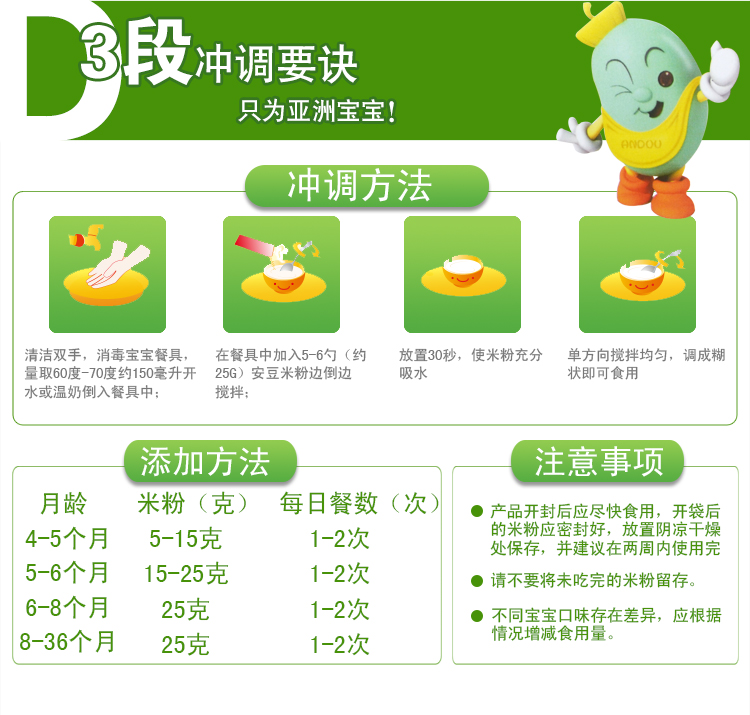 3段冲调要诀
只为亚洲宝宝!
冲调方法
清洁双手，消毒宝宝餐具，
量取60度-70度约150毫升开
水或温奶倒入餐具中；
在餐具中加入5-6勺（约
25G）安豆米粉边倒边
搅拌；
放置30秒，使米粉充分
吸水
单方向搅拌均匀，调成糊
状即可食用
添加方法
月龄 米粉（克） 每日餐数（次）
4-5个月 5-15克 1-2次
5-6个月 15-25克 1-2次
6-8个月 25克 1-2次
8-36个月 25克 1-2次
注意事项
产品开封后应尽快食用，开袋后
的米粉应密封好，放置阴凉干燥
处保存，并建议在两周内使用完
请不要将未吃完的米粉留存。
不同宝宝口味存在差异，应根据
情况增减食用量。